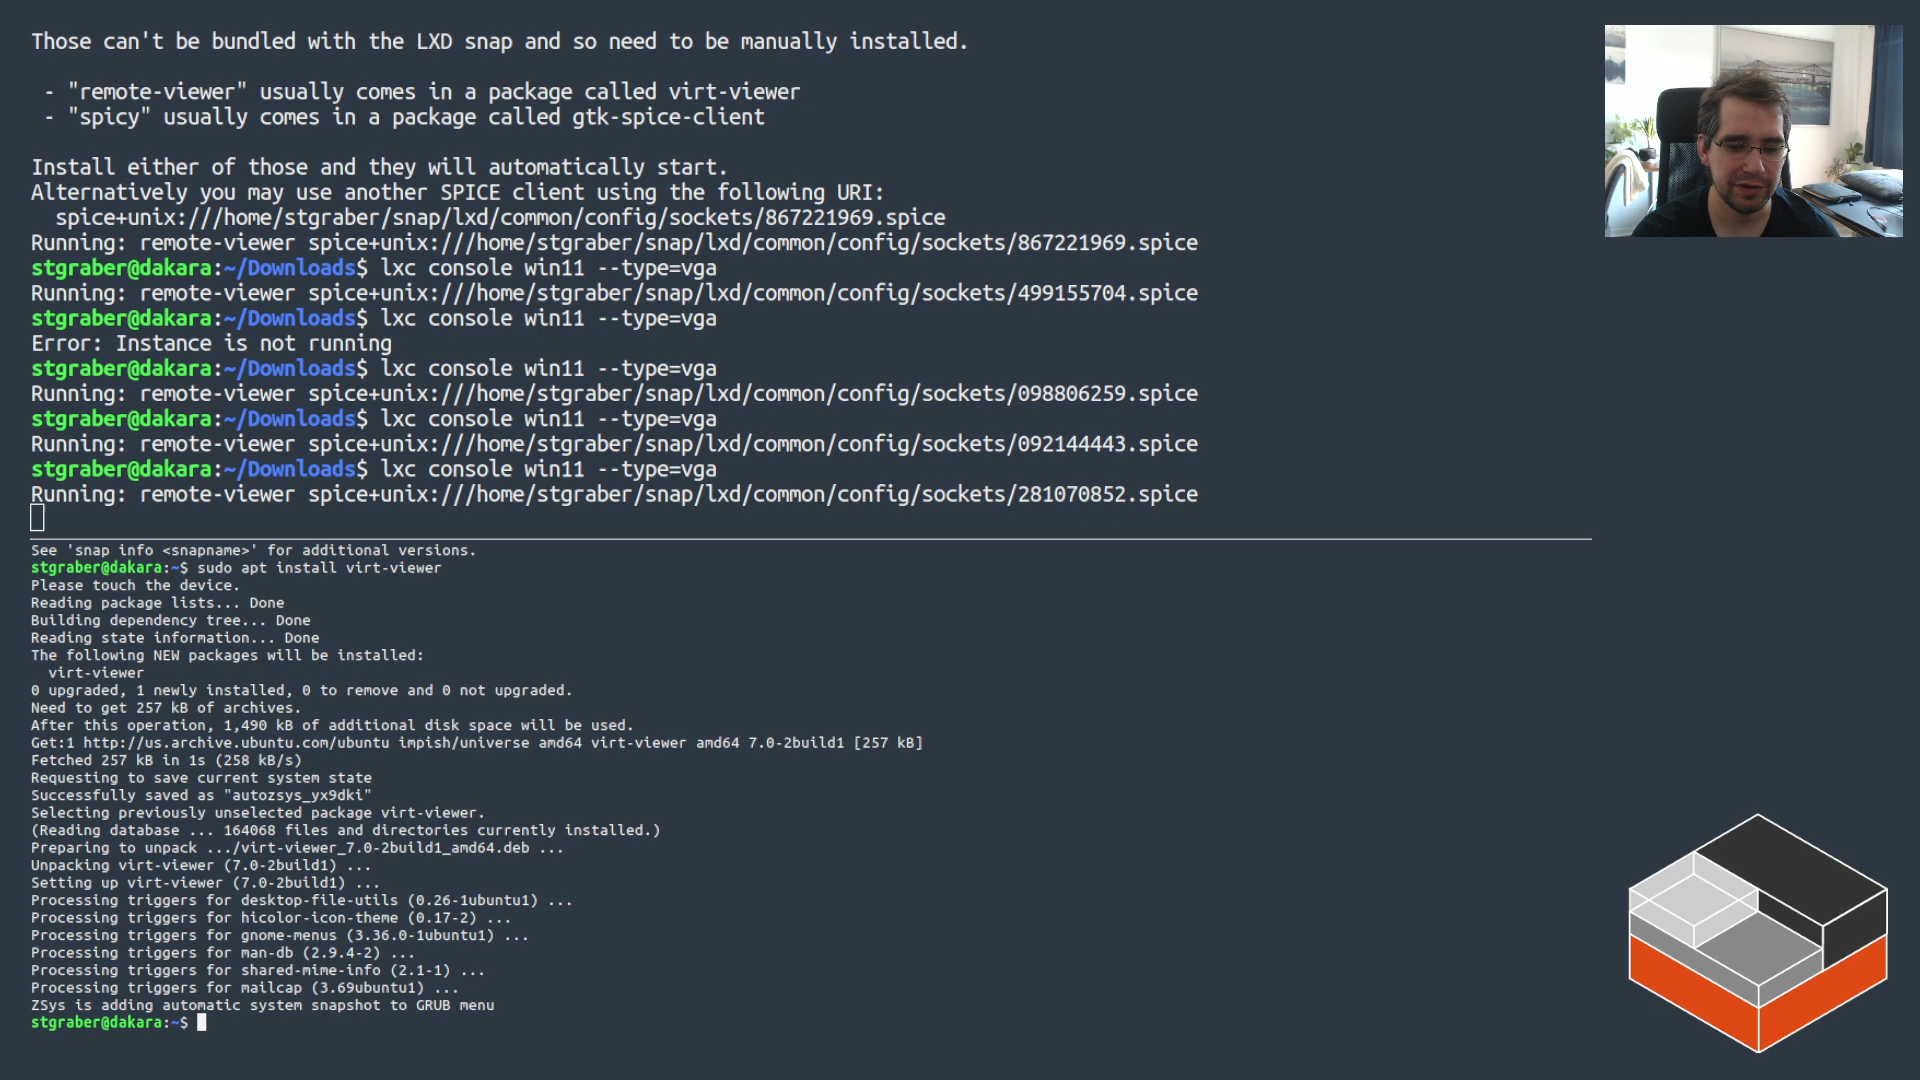 Those can't be bundled with the LXD snap and so need to be manually installed.
- "remote-viewer" usually comes in a package called virt-viewer
- "spicy" usually comes in a package called gtk-spice-client
Install either of those and they will automatically start.
Alternatively you may use another SPICE client using the following URI:
spice+unix:///home/stgraber/snap/lxd/common/config/sockets/867221969.spice
Running: remote-viewer spice+unix:///home/stgraber/snap/lxd/common/config/sockets/867221969.spice
stgraber@dakara:~/Downloads$ lxc console win11 --type=vga
Running: remote-viewer spice+unix:///home/stgraber/snap/lxd/common/config/sockets/499155704.spice
stgraber@dakara:~/Downloads$ lxc console win11 --type=vga
Error: Instance is not running
stgraber@dakara:~/Downloads$ lxc console win11 --type=vga
Running: remote-viewer spice+unix:///home/stgraber/snap/lxd/common/config/sockets/098806259.spice
stgraber@dakara:~/Downloads$ lxc console win11 --type=vga
Running: remote-viewer spice+unix:///home/stgraber/snap/lxd/common/config/sockets/092144443.spice
stgraber@dakara:~/Downloads$ lxc console win11 --type=vga
Running: remote-viewer spice+unix:///home/stgraber/snap/lxd/common/config/sockets/281070852.spice
See 'snap info <snapname>' for additional versions.
stgraber@dakara:~$ sudo apt install virt-viewer
Please touch the device.
Reading package lists... Done
Building dependency tree... Done
Reading state information... Done
The following NEW packages will be installed:
virt-viewer
0 upgraded, 1 newly installed, 0 to remove and 0 not upgraded.
Need to get 257 kB of archives.
After this operation, 1,490 kB of additional disk space will be used.
Get:1 http://us.archive.ubuntu.com/ubuntu impish/universe amd64 virt-viewer amd64 7.0-2build1 [257 kB]
Fetched 257 kB in 1s (258 kB/s)
Requesting to save current system state
Successfully saved as "autozsys_yx9dki"
Selecting previously unselected package virt-viewer.
(Reading database ... 164068 files and directories currently installed.)
Preparing to unpack .../virt-viewer_7.0-2build1_amd64.deb ...
Unpacking virt-viewer (7.0-2build1) ...
Setting up virt-viewer (7.0-2build1) ...
Processing triggers for desktop-file-utils (0.26-1ubuntu1) ...
Processing triggers for hicolor-icon-theme (0.17-2) ...
Processing triggers for gnome-menus (3.36.0-1ubuntu1) ...
Processing triggers for man-db (2.9.4-2) ...
Processing triggers for shared-mime-info (2.1-1) ...
Processing triggers for mailcap (3.69ubuntu1) ...
ZSys is adding automatic system snapshot to GRUB menu
stgraber@dakara:~$